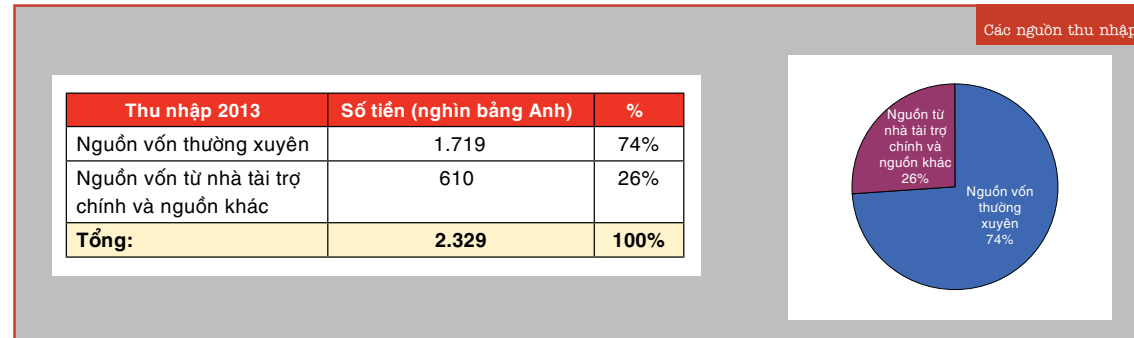 Các nguồn thu nhập
Thu nhập 2013 Số tiền (nghìn bảng Anh) %
Nguồn vốn thường xuyên 1.719 74%
Nguồn vốn từ nhà tài trợ 610 26%
chính và nguồn khác
Tổng: 2.329 100%
Nguồn từ
nhà tài trợ
chính và
nguồn khác
26%
Nguồn vốn
thường
xuyên
74%